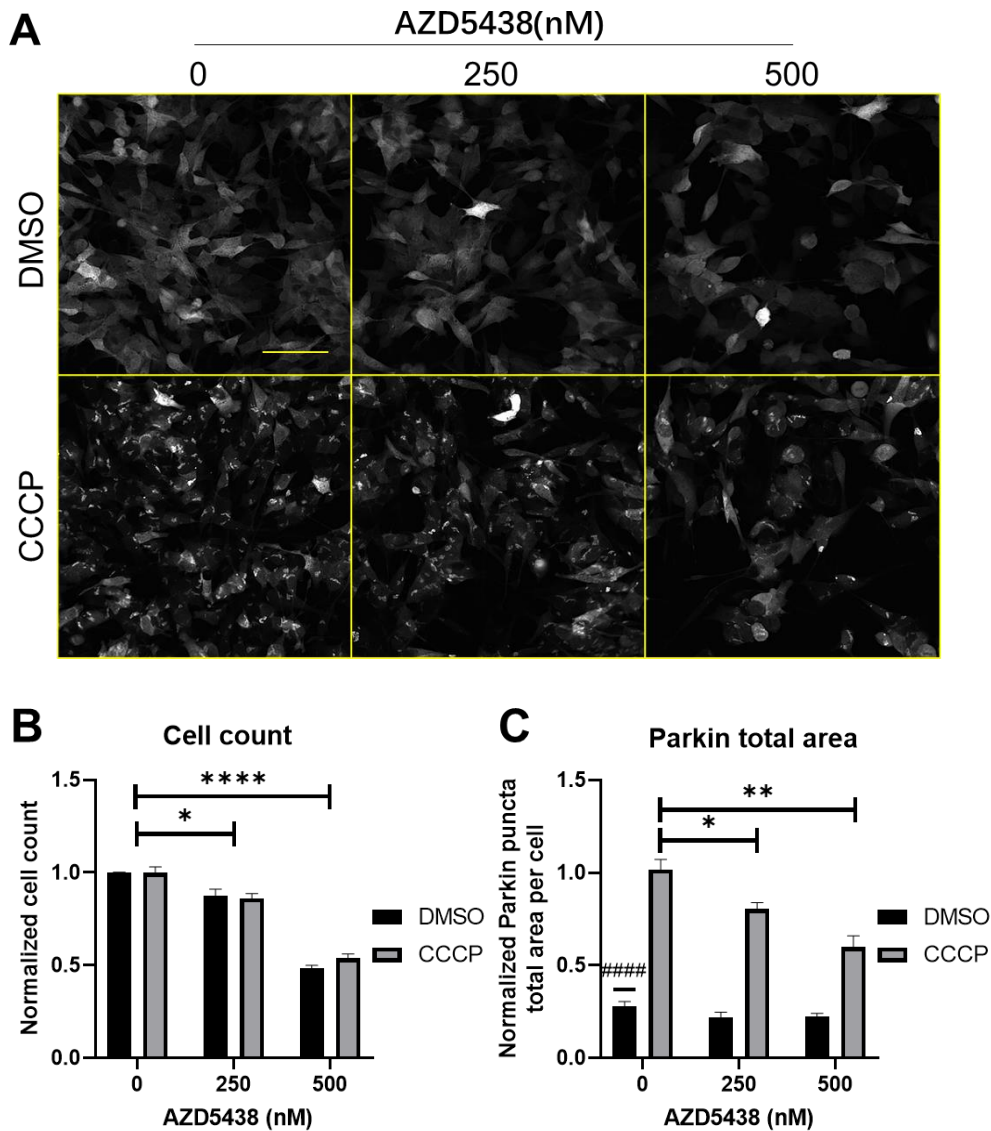 A
AZD5438(nM)
0 250 500
DMSO
CCCP
B
Cell count
Normalized cell count
1.5
1.0
0.5
0.0
****
*
DMSO
CCCP
0 250 500
AZD5438 (nM)
C
Parkin total area
Normalized Parkin puncta
total area per cell
1.5
1.0
0.5
0.0
**
*
####
DMSO
CCCP
0 250 500
AZD5438 (nM)